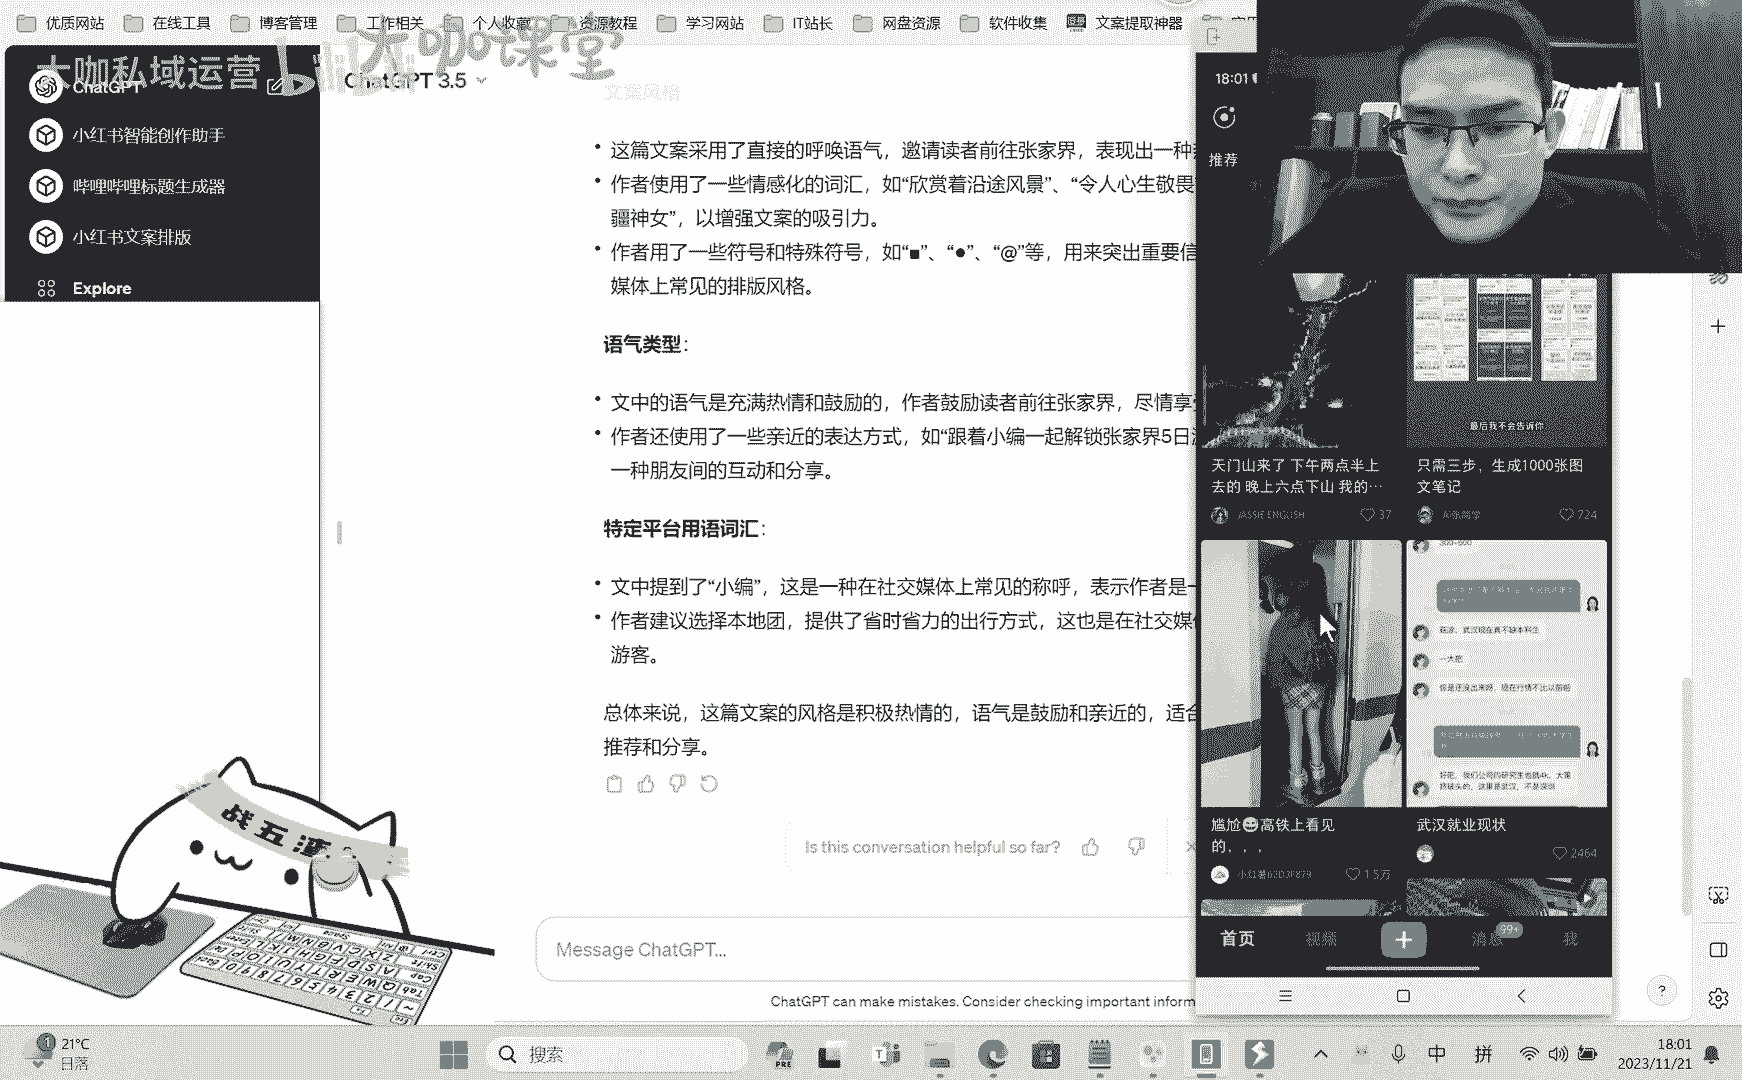 优质网站 在线工具 博客管理 工作相关 个人收藏 资源教程 学习网站 IT站长 网盘资源 软件收集 文案提取神器
大咖私域运营 大咖课堂
ChatGPT
ChatGPT 3.5
小红书智能创作助手
哔哩哔哩标题生成器
小红书文案排版
Explore
文案风格
这篇文案采用了直接的呼唤语气，邀请读者前往张家界，表现出一种
作者使用了一些情感化的词汇，如“欣赏着沿途风景”、“令人心生敬畏
疆神女”，以增强文案的吸引力。
作者用了一些符号和特殊符号，如“■”、“●”、“@”等，用来突出重要信
媒体上常见的排版风格。
语气类型：
文中的语气是充满热情和鼓励的，作者鼓励读者前往张家界，尽情享
作者还使用了一些亲近的表达方式，如“跟着小编一起解锁张家界5日
一种朋友间的互动和分享。
特定平台用语词汇：
文中提到了“小编”，这是一种在社交媒体上常见的称呼，表示作者是一
作者建议选择本地团，提供了省时省力的出行方式，这也是在社交媒
游客。
总体来说，这篇文案的风格是积极热情的，语气是鼓励和亲近的，适合
推荐和分享。
Is this conversation helpful so far?
Message ChatGPT...
ChatGPT can make mistakes. Consider checking important inform
18:01
推荐
最后我不会告诉你
天门山来了 下午两点半上
去的 晚上六点下山 我的…
JASSIE ENGLISH 37
只需三步，生成1000张图
文笔记
724
一大把
尴尬😅高铁上看见
的，，，
1.5万
武汉就业现状
2464
首页 视频 消息 99+ 我
21°C
日落
搜索
PRE
中 拼
18:01
2023/11/21